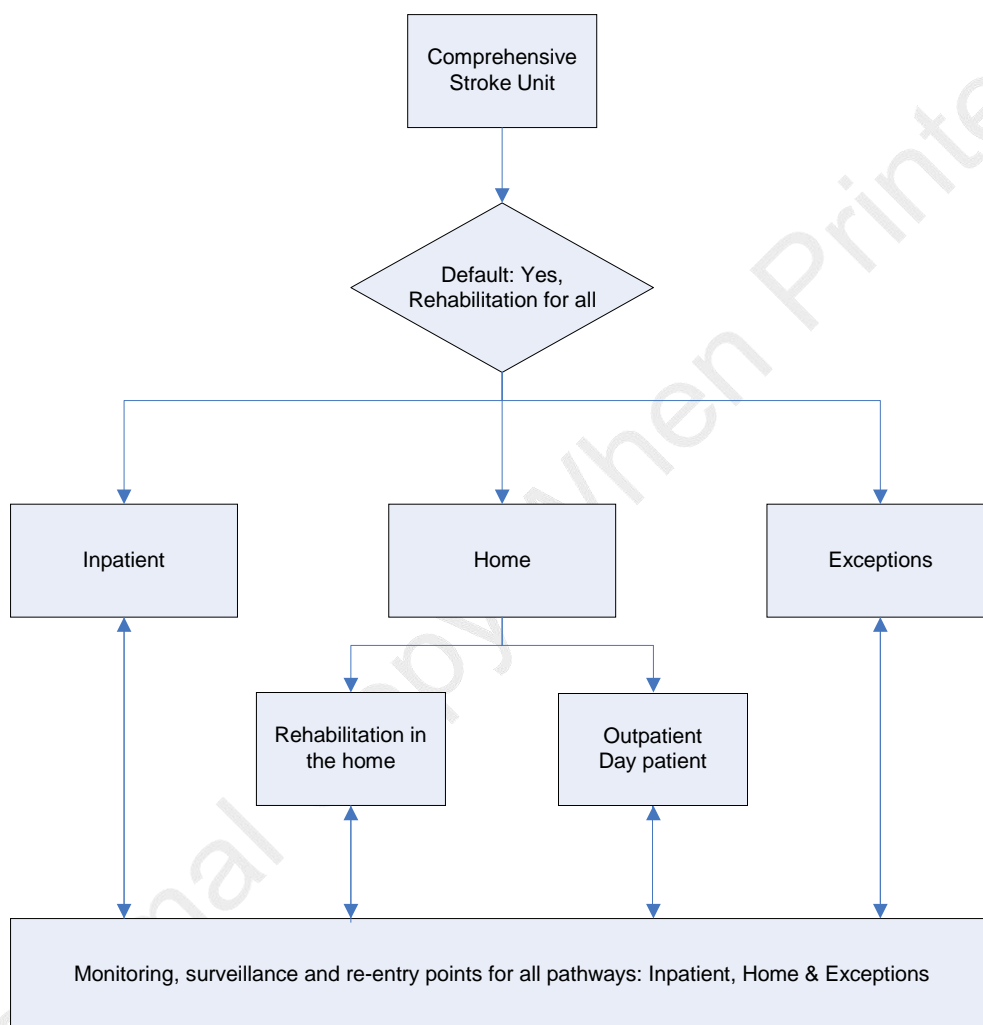 Comprehensive
Stroke Unit
Default: Yes,
Rehabilitation for all
Inpatient
Home
Exceptions
Rehabilitation in
the home
Outpatient
Day patient
Monitoring, surveillance and re-entry points for all pathways: Inpatient, Home & Exceptions